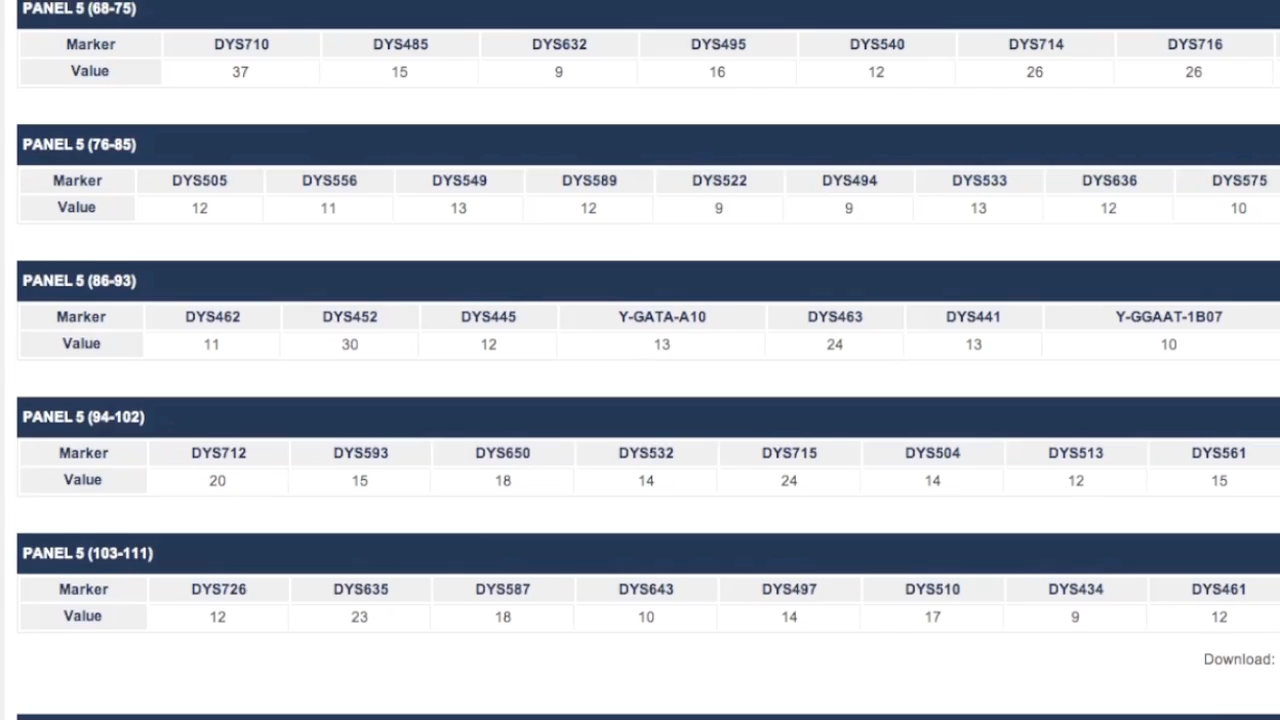 PANEL 5 (68-75)
Marker DYS710 DYS485 DYS632 DYS495 DYS540 DYS714 DYS716
Value 37 15 9 16 12 26 26
PANEL 5 (76-85)
Marker DYS505 DYS556 DYS549 DYS589 DYS522 DYS494 DYS533 DYS636 DYS575
Value 12 11 13 12 9 9 13 12 10
PANEL 5 (86-93)
Marker DYS462 DYS452 DYS445 Y-GATA-A10 DYS463 DYS441 Y-GGAAT-1B07
Value 11 30 12 13 24 13 10
PANEL 5 (94-102)
Marker DYS712 DYS593 DYS650 DYS532 DYS715 DYS504 DYS513 DYS561
Value 20 15 18 14 24 14 12 15
PANEL 5 (103-111)
Marker DYS726 DYS635 DYS587 DYS643 DYS497 DYS510 DYS434 DYS461
Value 12 23 18 10 14 17 9 12
Download: